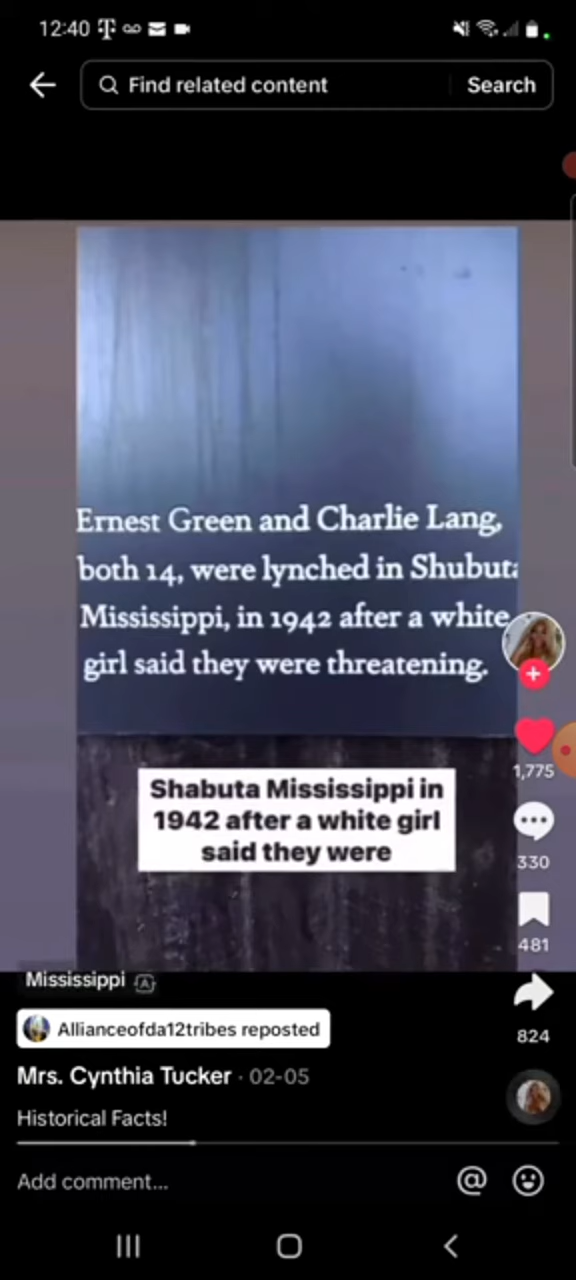 12:40
Find related content
Search
Ernest Green and Charlie Lang,
both 14, were lynched in Shubuta
Mississippi, in 1942 after a white
girl said they were threatening.
Shabuta Mississippi in
1942 after a white girl
said they were
1,775
330
481
824
Mississippi
Allianceofda12tribes reposted
Mrs. Cynthia Tucker · 02-05
Historical Facts!
Add comment...